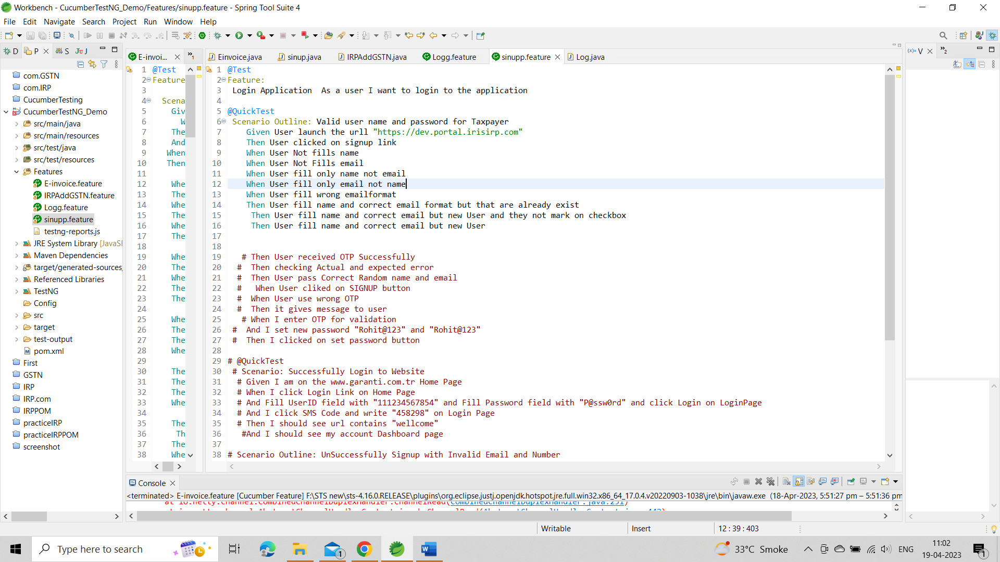 Workbench - CucumberTestNG_Demo/Features/sinupp.feature - Spring Tool Suite 4
File Edit Navigate Search Project Run Window Help
D P S J
com.GSTN
com.IRP
CucumberTesting
CucumberTestNG_Demo
src/main/java
src/main/resources
src/test/java
src/test/resources
Features
E-invoice.feature
IRPAddGSTN.feature
Logg.feature
sinupp.feature
testng-reports.js
JRE System Library [JavaSI
Maven Dependencies
target/generated-sources
Referenced Libraries
TestNG
Config
src
target
test-output
pom.xml
First
GSTN
IRP
IRP.com
IRPPOM
practiceIRP
practiceIRPPOM
screenshot
E-invoi... 1
1 @Test
2 Feature
3
4 Scena
5 Giv
6 W
7 The
8 And
9 When
10 Then
11
12 Whe
13 The
14 Whe
15 The
16 Whe
17 The
18
19 Whe
20 The
21 Whe
22 The
23 The
24
25 Whe
26 The
27 The
28 Whe
29
30 The
31 The
32 The
33 Whe
34
35 The
36 Th
37 The
38 Whe
Einvoice.java sinup.java IRPAddGSTN.java Logg.feature sinupp.feature Log.java
1 @Test
2 Feature:
3 Login Application  As a user I want to login to the application
4
5 @QuickTest
6 Scenario Outline: Valid user name and password for Taxpayer
7 Given User launch the urll "https://dev.portal.irisirp.com"
8 Then User clicked on signup link
9 When User Not fills name
10 When User Not Fills email
11 When User fill only name not email
12 When User fill only email not name
13 When User fill wrong emailformat
14 Then User fill name and correct email format but that are already exist
15 Then User fill name and correct email but new User and they not mark on checkbox
16 Then User fill name and correct email but new User
17
18
19 # Then User received OTP Successfully
20 #  Then checking Actual and expected error
21 #  Then User pass Correct Random name and email
22 #   When User cliked on SIGNUP button
23 #  When User use wrong OTP
24 #  Then it gives message to user
25 # When I enter OTP for validation
26 #  And I set new password "Rohit@123" and "Rohit@123"
27 #  Then I clicked on set password button
28
29 # @QuickTest
30 # Scenario: Successfully Login to Website
31 # Given I am on the www.garanti.com.tr Home Page
32 # When I click Login Link on Home Page
33 # And Fill UserID field with "111234567854" and Fill Password field with "P@ssw0rd" and click Login on LoginPage
34 # And I click SMS Code and write "458298" on Login Page
35 # Then I should see url contains "wellcome"
36 #And I should see my account Dashboard page
37
38 # Scenario Outline: UnSuccessfully Signup with Invalid Email and Number
(x)= V 2
Console
<terminated> E-invoice.feature [Cucumber Feature] F:\STS new\sts-4.16.0.RELEASE\plugins\org.eclipse.justj.openjdk.hotspot.jre.full.win32.x86_64_17.0.4.v20220903-1038\jre\bin\javaw.exe (18-Apr-2023, 5:51:27 pm – 5:51:36 pm
at io.netty.channel.CombinedChannelDuplexHandler.channelRead(CombinedChannelDuplexHandler.java:251)
Writable Insert 12 : 39 : 403
Type here to search
1
W
33°C Smoke
ENG
11:02
19-04-2023
1